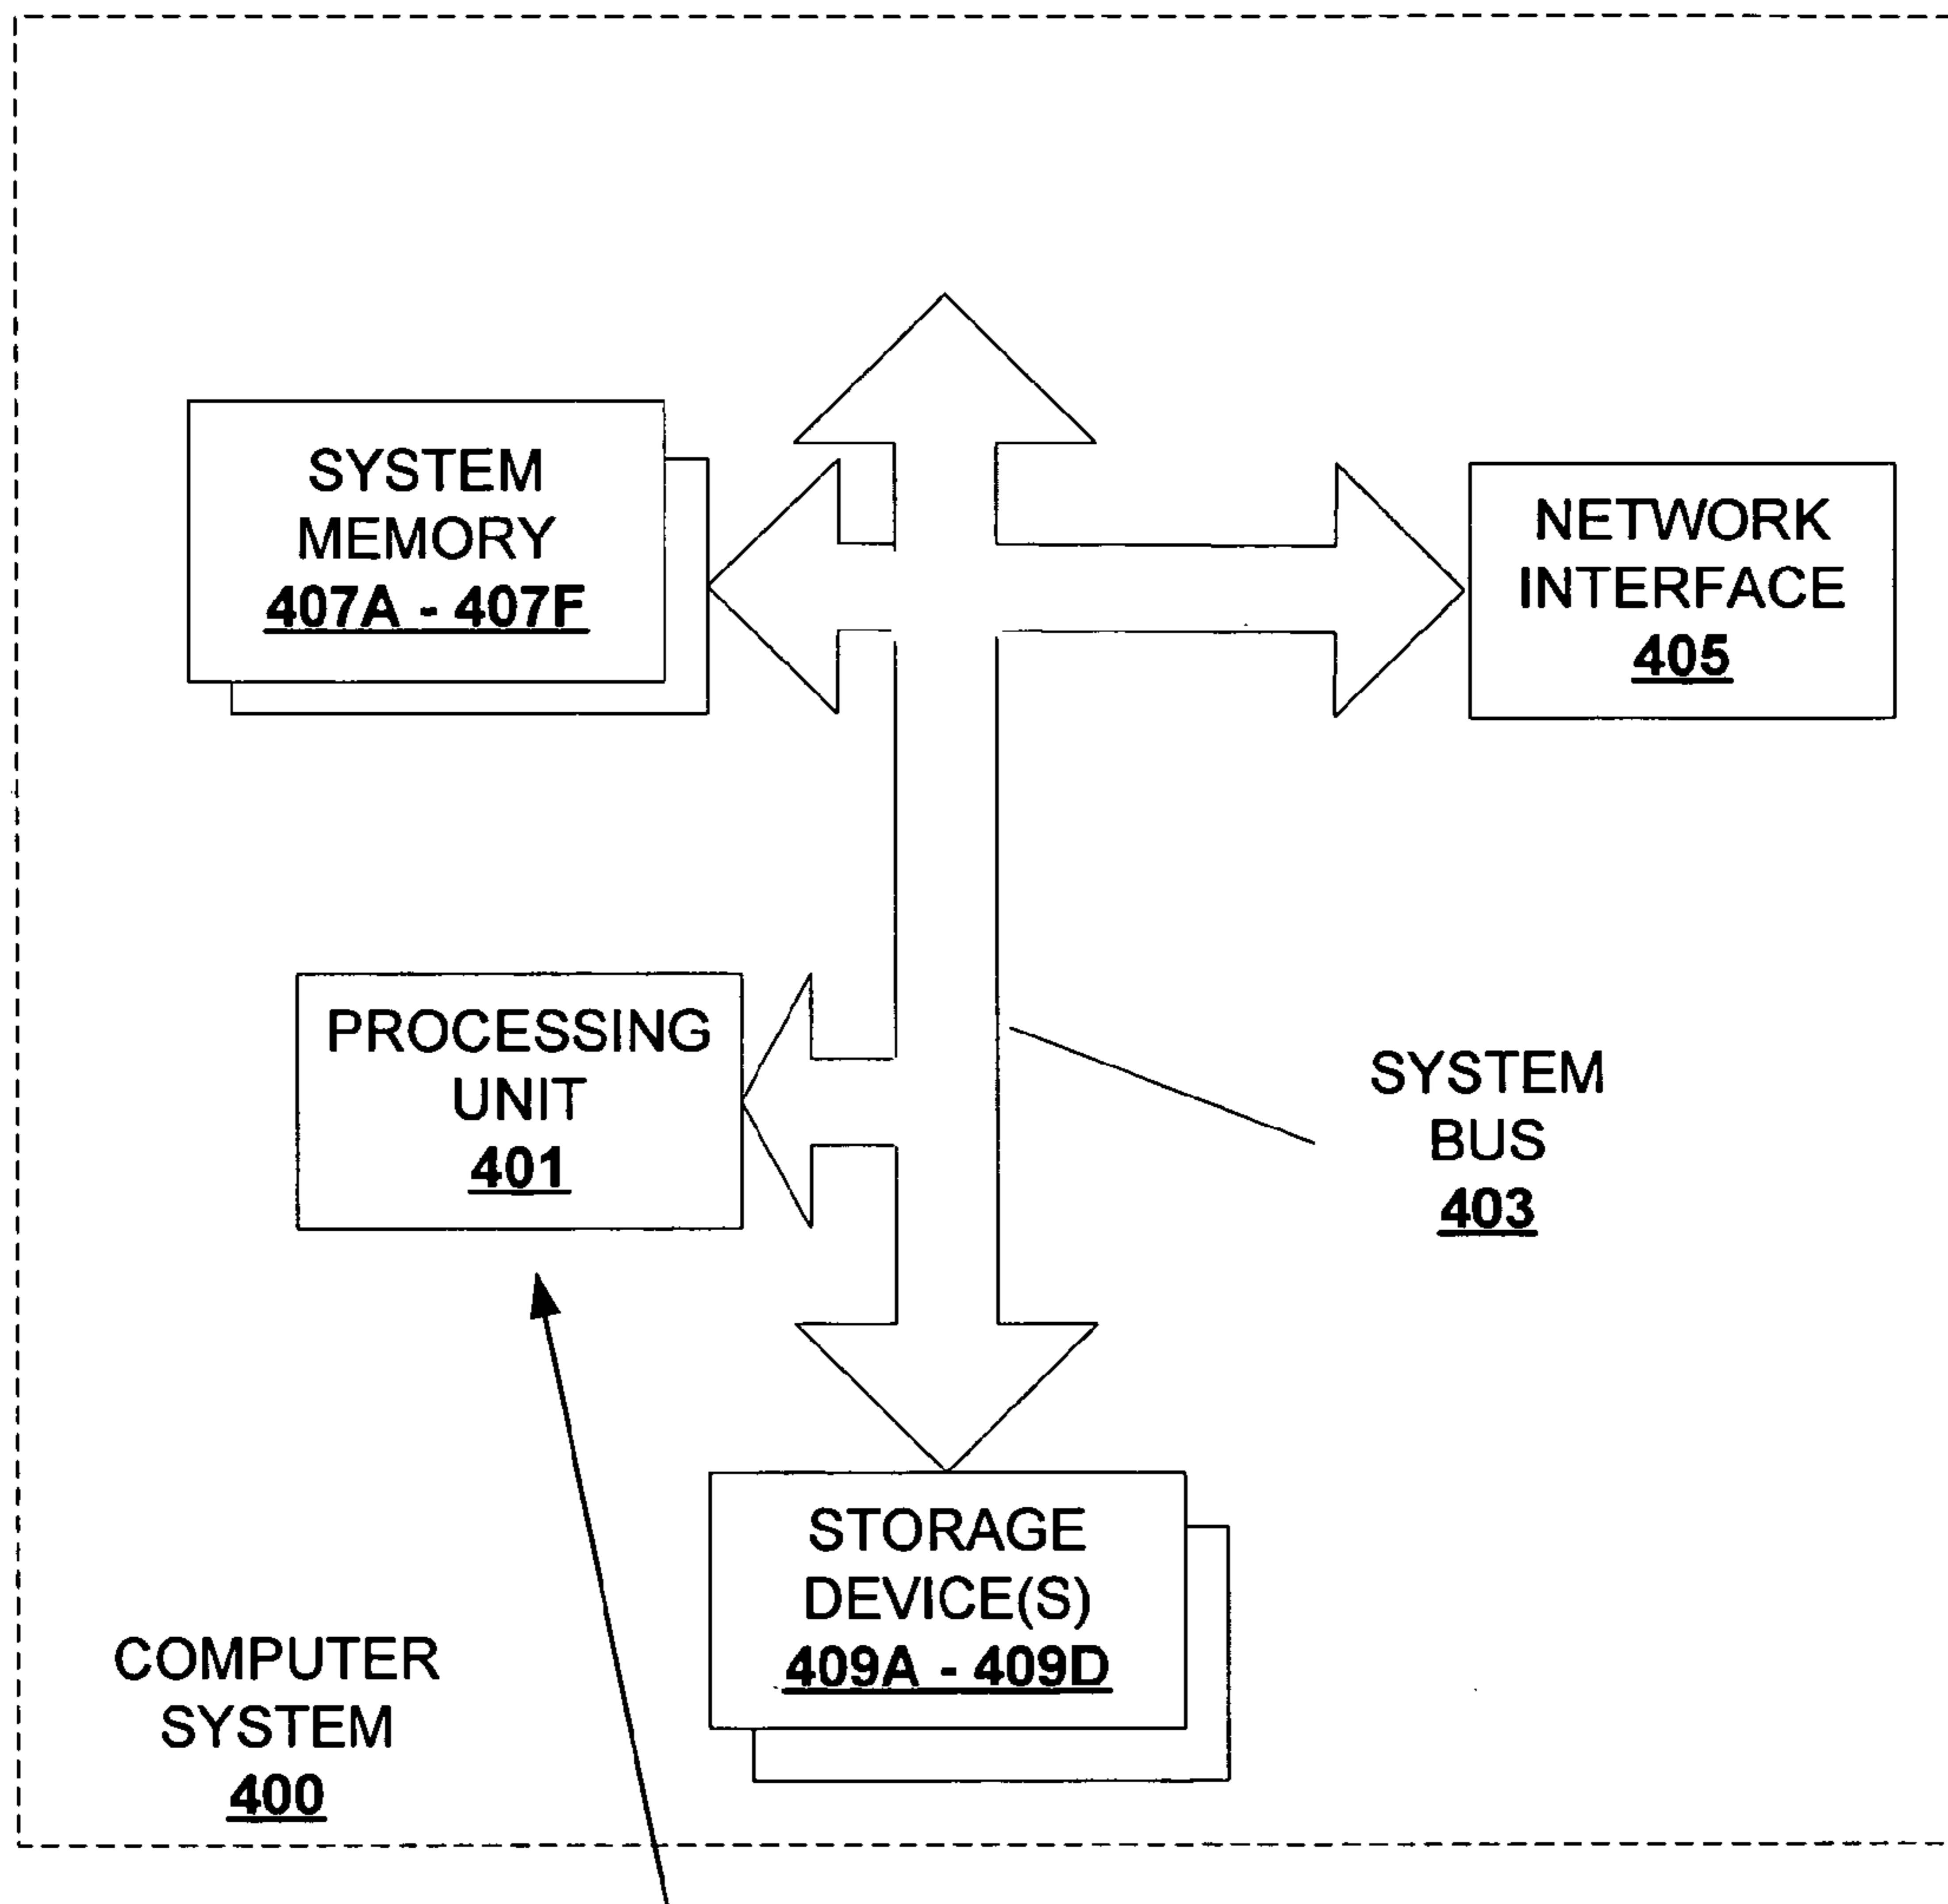 SYSTEM
MEMORY
407A - 407F
NETWORK
INTERFACE
405
PROCESSING
UNIT
401
SYSTEM
BUS
403
STORAGE
DEVICE(S)
409A - 409D
COMPUTER
SYSTEM
400